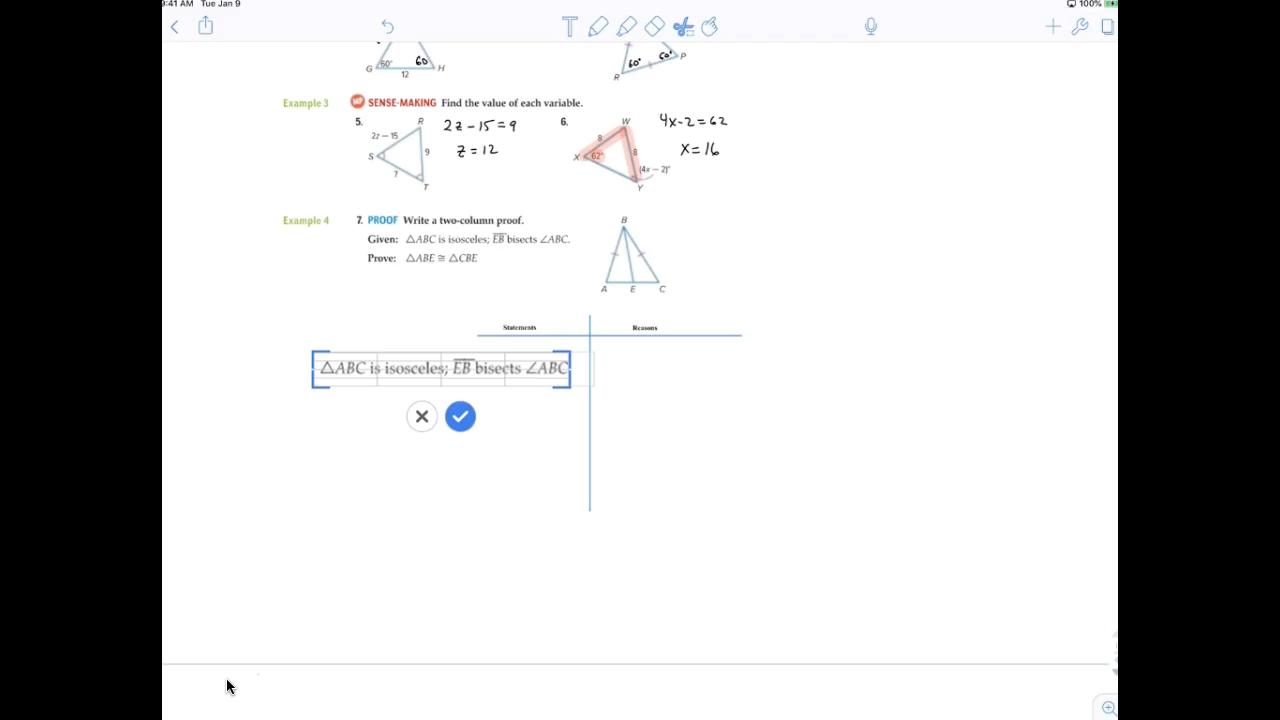 9:41 AM Tue Jan 9
100%
G 60° 60 H
12
60° 60° P
R
Example 3 MP SENSE-MAKING Find the value of each variable.
5. R 2z - 15 = 9
2z − 15
S 9 z = 12
7
T
6. W 4x - 2 = 62
8
X 62° 8 x = 16
(4x − 2)°
Y
Example 4 7. PROOF Write a two-column proof.
Given: △ABC is isosceles; EB bisects ∠ABC.
Prove: △ABE ≅ △CBE
B
A E C
Statements Reasons
△ABC is isosceles; EB bisects ∠ABC